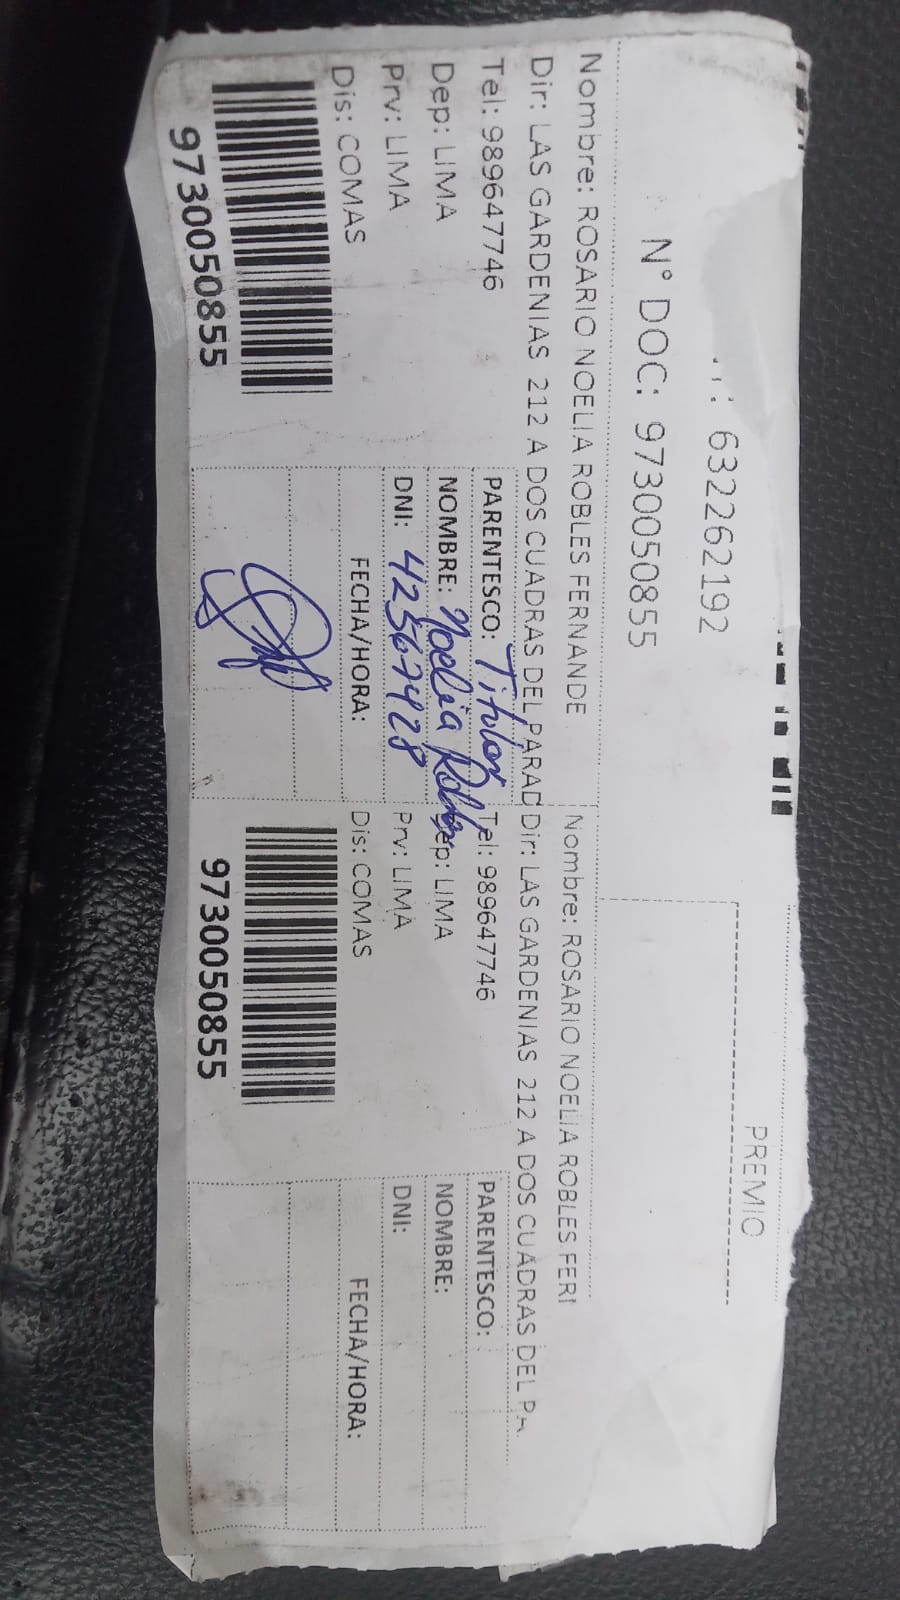 632262192
PREMIO
N° DOC: 9730050855
Nombre: ROSARIO NOELIA ROBLES FERNANDE
Dir: LAS GARDENIAS 212 A DOS CUADRAS DEL PARAD
Tel: 989647746
Dep: LIMA
Prv: LIMA
Dis: COMAS
9730050855
PARENTESCO: Titular
NOMBRE: Noelia Robles
DNI: 42567428
FECHA/HORA:
Nombre: ROSARIO NOELIA ROBLES FER
Dir: LAS GARDENIAS 212 A DOS CUADRAS DEL PA
Tel: 989647746
Dep: LIMA
Prv: LIMA
Dis: COMAS
9730050855
PARENTESCO:
NOMBRE:
DNI:
FECHA/HORA: